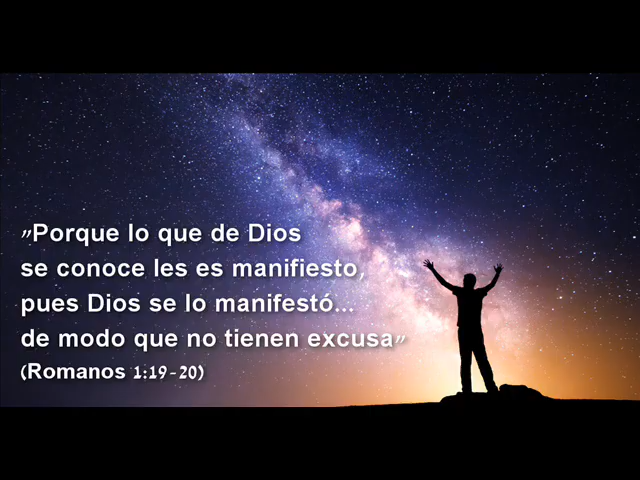 "Porque lo que de Dios
se conoce les es manifiesto,
pues Dios se lo manifestó...
de modo que no tienen excusa"
(Romanos 1:19-20)